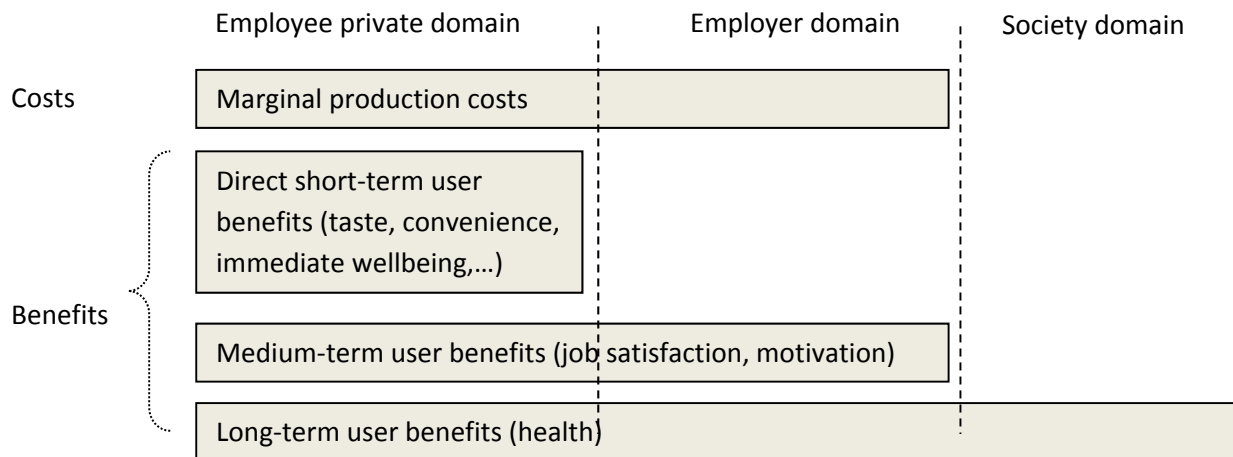 Employee private domain
Employer domain
Society domain
Costs
Marginal production costs
Direct short-term user
benefits (taste, convenience,
immediate wellbeing,…)
Benefits
Medium-term user benefits (job satisfaction, motivation)
Long-term user benefits (health)